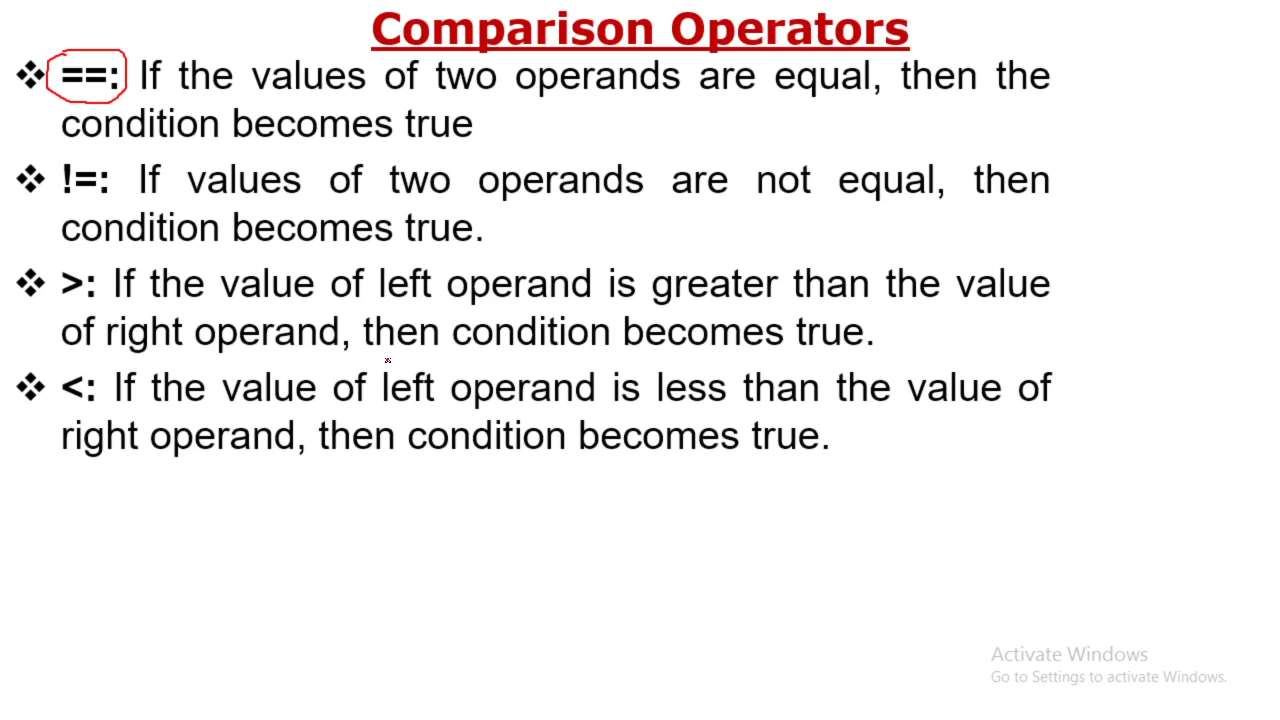 Comparison Operators
❖ ==: If the values of two operands are equal, then the
condition becomes true
❖ !=: If values of two operands are not equal, then
condition becomes true.
❖ >: If the value of left operand is greater than the value
of right operand, then condition becomes true.
❖ <: If the value of left operand is less than the value of
right operand, then condition becomes true.
Activate Windows
Go to Settings to activate Windows.